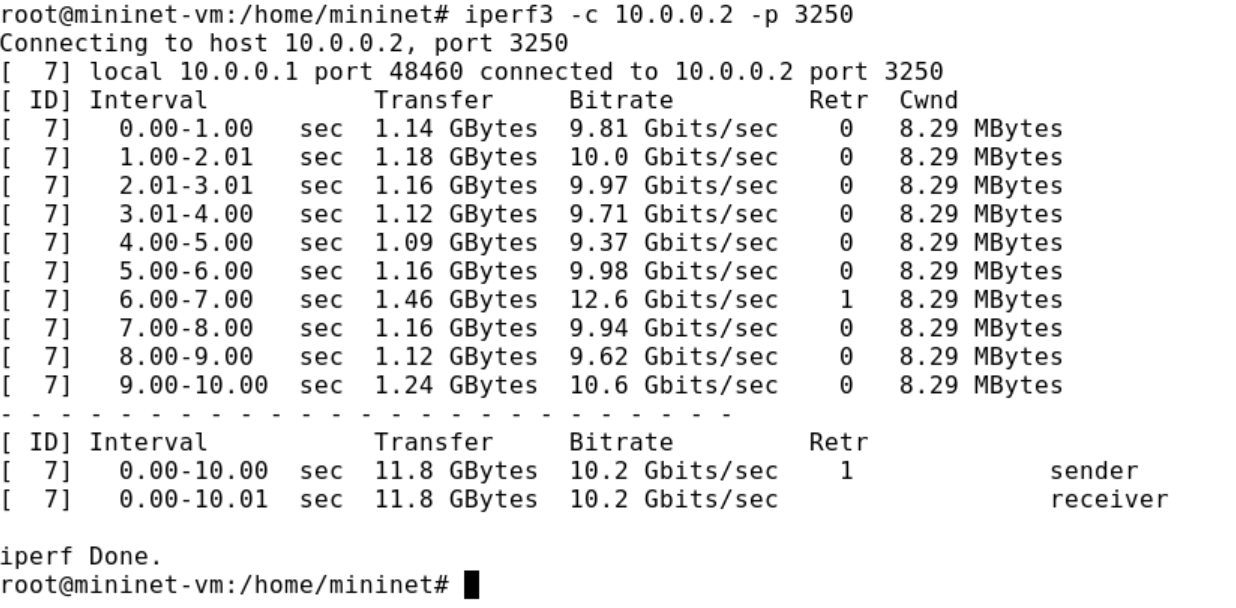 root@mininet-vm:/home/mininet# iperf3 -c 10.0.0.2 -p 3250
Connecting to host 10.0.0.2, port 3250
[  7] local 10.0.0.1 port 48460 connected to 10.0.0.2 port 3250
[ ID] Interval           Transfer     Bitrate         Retr  Cwnd
[  7]   0.00-1.00   sec  1.14 GBytes  9.81 Gbits/sec    0   8.29 MBytes
[  7]   1.00-2.01   sec  1.18 GBytes  10.0 Gbits/sec    0   8.29 MBytes
[  7]   2.01-3.01   sec  1.16 GBytes  9.97 Gbits/sec    0   8.29 MBytes
[  7]   3.01-4.00   sec  1.12 GBytes  9.71 Gbits/sec    0   8.29 MBytes
[  7]   4.00-5.00   sec  1.09 GBytes  9.37 Gbits/sec    0   8.29 MBytes
[  7]   5.00-6.00   sec  1.16 GBytes  9.98 Gbits/sec    0   8.29 MBytes
[  7]   6.00-7.00   sec  1.46 GBytes  12.6 Gbits/sec    1   8.29 MBytes
[  7]   7.00-8.00   sec  1.16 GBytes  9.94 Gbits/sec    0   8.29 MBytes
[  7]   8.00-9.00   sec  1.12 GBytes  9.62 Gbits/sec    0   8.29 MBytes
[  7]   9.00-10.00  sec  1.24 GBytes  10.6 Gbits/sec    0   8.29 MBytes
- - - - - - - - - - - - - - - - - - - - - - - - -
[ ID] Interval           Transfer     Bitrate         Retr
[  7]   0.00-10.00  sec  11.8 GBytes  10.2 Gbits/sec    1             sender
[  7]   0.00-10.01  sec  11.8 GBytes  10.2 Gbits/sec                  receiver

iperf Done.
root@mininet-vm:/home/mininet#